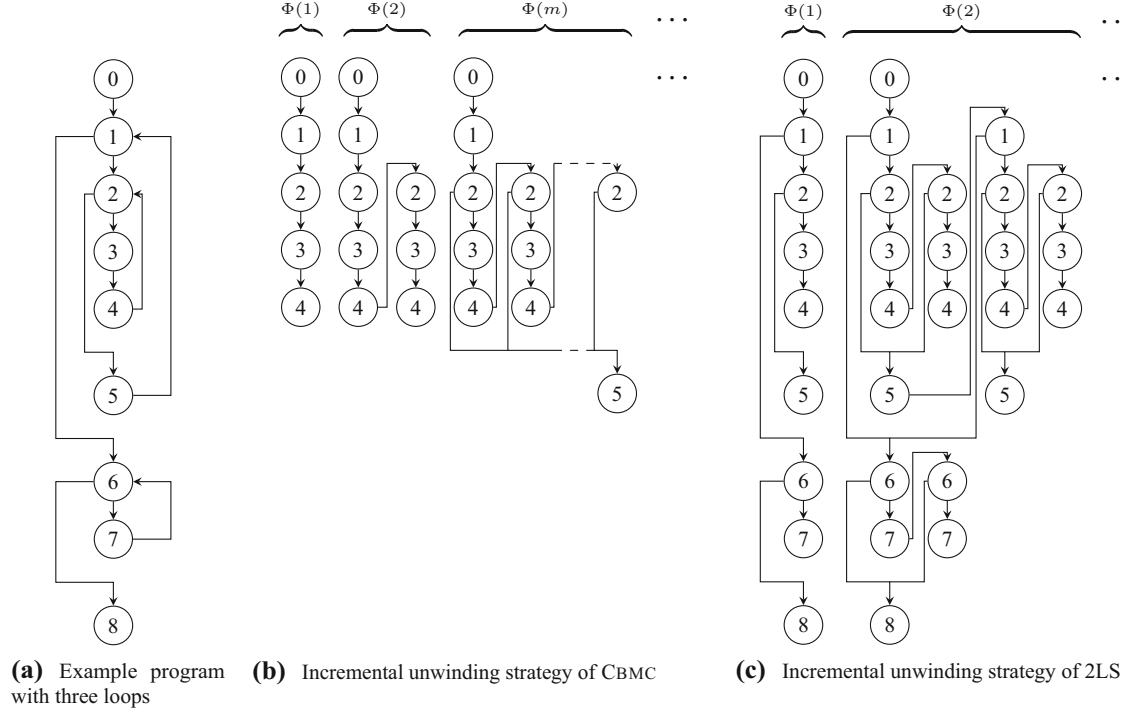 Φ(1) Φ(2) Φ(m) ... Φ(1) Φ(2) ..
0 0 0 0 ... 0 0 ..
1 1 1 1 1 1 1
2 2 2 2 2 2 2 2 2 2 2 2
3 3 3 3 3 3 3 3 3 3 3
4 4 4 4 4 4 4 4 4 4 4
5 5 5 5 5
6 6 6 6
7 7 7 7
8 8 8
(a) Example program
with three loops
(b) Incremental unwinding strategy of CBMC
(c) Incremental unwinding strategy of 2LS